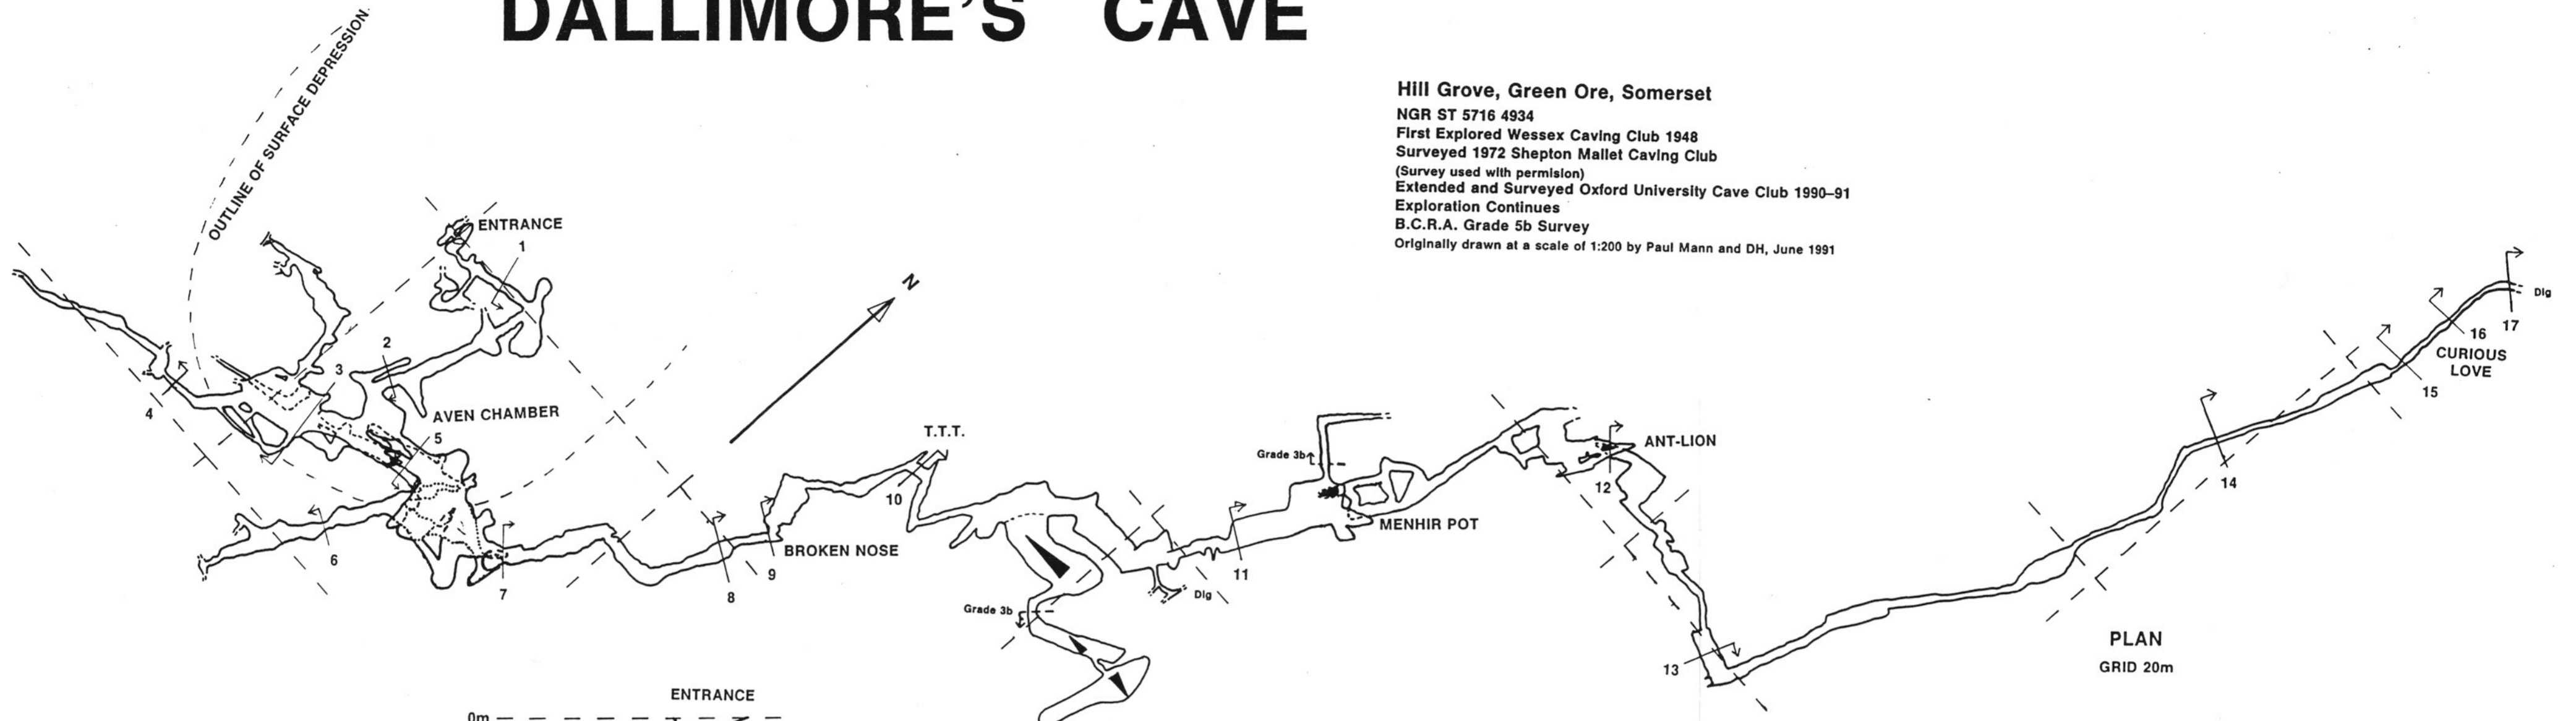 DALLIMORE'S CAVE
Hill Grove, Green Ore, Somerset
NGR ST 5716 4934
First Explored Wessex Caving Club 1948
Surveyed 1972 Shepton Mallet Caving Club
(Survey used with permision)
Extended and Surveyed Oxford University Cave Club 1990–91
Exploration Continues
B.C.R.A. Grade 5b Survey
Originally drawn at a scale of 1:200 by Paul Mann and DH, June 1991
OUTLINE OF SURFACE DEPRESSION
ENTRANCE
1
N
2
3
4
AVEN CHAMBER
5
6
7
8
BROKEN NOSE
9
T.T.T.
10
Grade 3b
Dig
11
Grade 3b
MENHIR POT
ANT-LION
12
13
14
15
CURIOUS
LOVE
16
17
Dig
PLAN
GRID 20m
ENTRANCE
0m